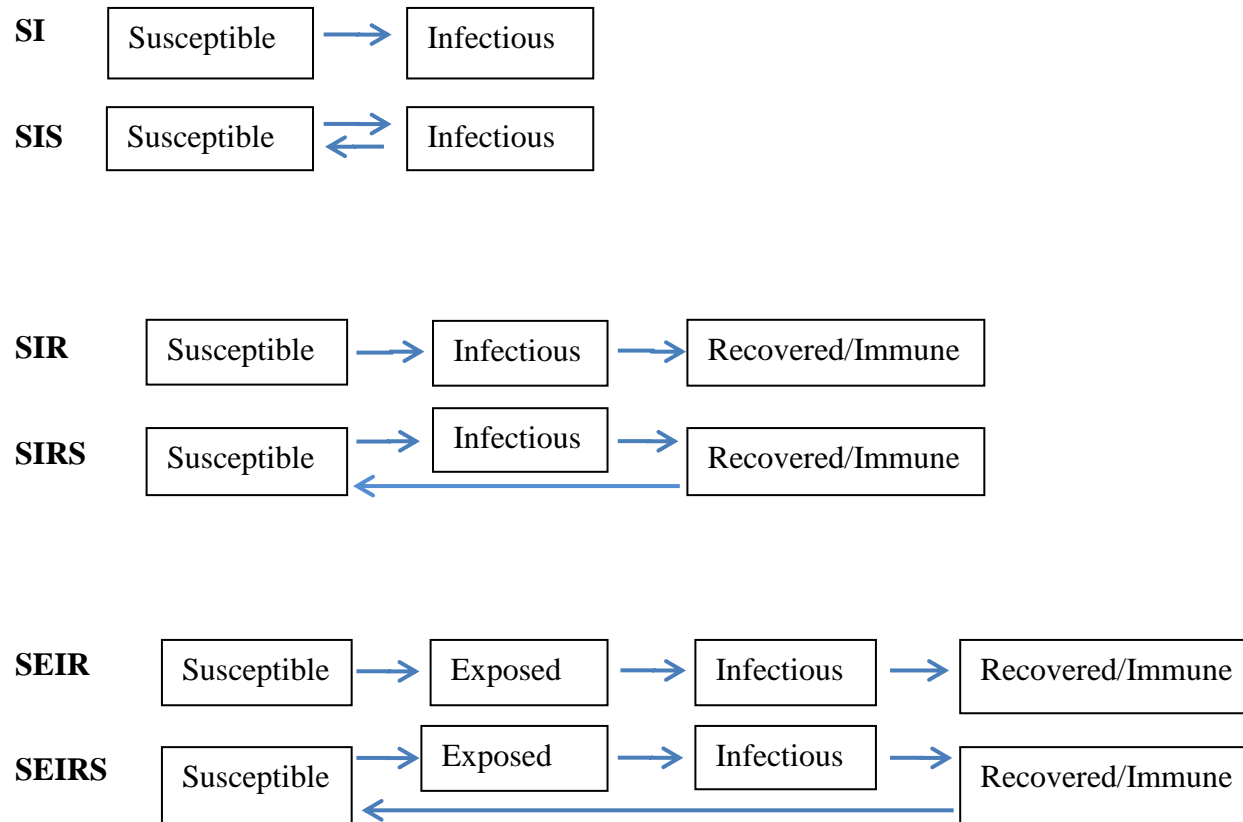 SI Susceptible Infectious
SIS Susceptible Infectious
SIR Susceptible Infectious Recovered/Immune
SIRS Susceptible Infectious Recovered/Immune
SEIR Susceptible Exposed Infectious Recovered/Immune
SEIRS Susceptible Exposed Infectious Recovered/Immune